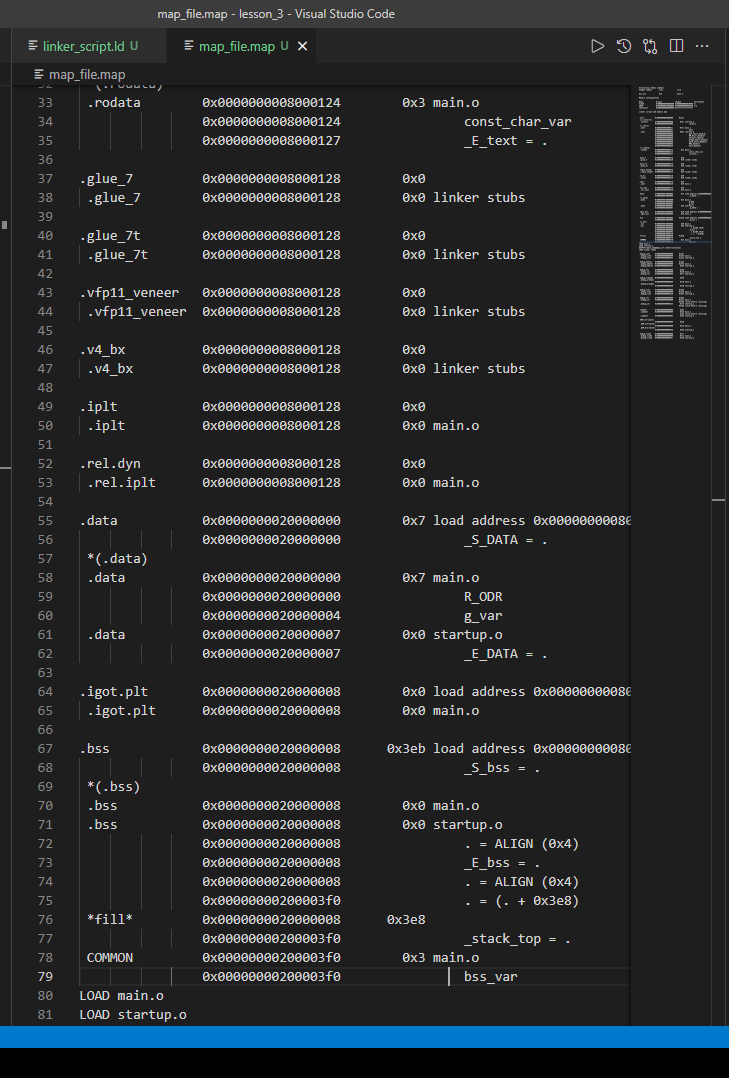 map_file.map - lesson_3 - Visual Studio Code
linker_script.ld U
map_file.map U
map_file.map
32 *(.rodata)
33 .rodata 0x0000000008000124 0x3 main.o
34 0x0000000008000124 const_char_var
35 0x0000000008000127 _E_text = .
36
37 .glue_7 0x0000000008000128 0x0
38 .glue_7 0x0000000008000128 0x0 linker stubs
39
40 .glue_7t 0x0000000008000128 0x0
41 .glue_7t 0x0000000008000128 0x0 linker stubs
42
43 .vfp11_veneer 0x0000000008000128 0x0
44 .vfp11_veneer 0x0000000008000128 0x0 linker stubs
45
46 .v4_bx 0x0000000008000128 0x0
47 .v4_bx 0x0000000008000128 0x0 linker stubs
48
49 .iplt 0x0000000008000128 0x0
50 .iplt 0x0000000008000128 0x0 main.o
51
52 .rel.dyn 0x0000000008000128 0x0
53 .rel.iplt 0x0000000008000128 0x0 main.o
54
55 .data 0x0000000020000000 0x7 load address 0x00000000080
56 0x0000000020000000 _S_DATA = .
57 *(.data)
58 .data 0x0000000020000000 0x7 main.o
59 0x0000000020000000 R_ODR
60 0x0000000020000004 g_var
61 .data 0x0000000020000007 0x0 startup.o
62 0x0000000020000007 _E_DATA = .
63
64 .igot.plt 0x0000000020000008 0x0 load address 0x00000000080
65 .igot.plt 0x0000000020000008 0x0 main.o
66
67 .bss 0x0000000020000008 0x3eb load address 0x00000000080
68 0x0000000020000008 _S_bss = .
69 *(.bss)
70 .bss 0x0000000020000008 0x0 main.o
71 .bss 0x0000000020000008 0x0 startup.o
72 0x0000000020000008 . = ALIGN (0x4)
73 0x0000000020000008 _E_bss = .
74 0x0000000020000008 . = ALIGN (0x4)
75 0x00000000200003f0 . = (. + 0x3e8)
76 *fill* 0x0000000020000008 0x3e8
77 0x00000000200003f0 _stack_top = .
78 COMMON 0x00000000200003f0 0x3 main.o
79 0x00000000200003f0 bss_var
80 LOAD main.o
81 LOAD startup.o